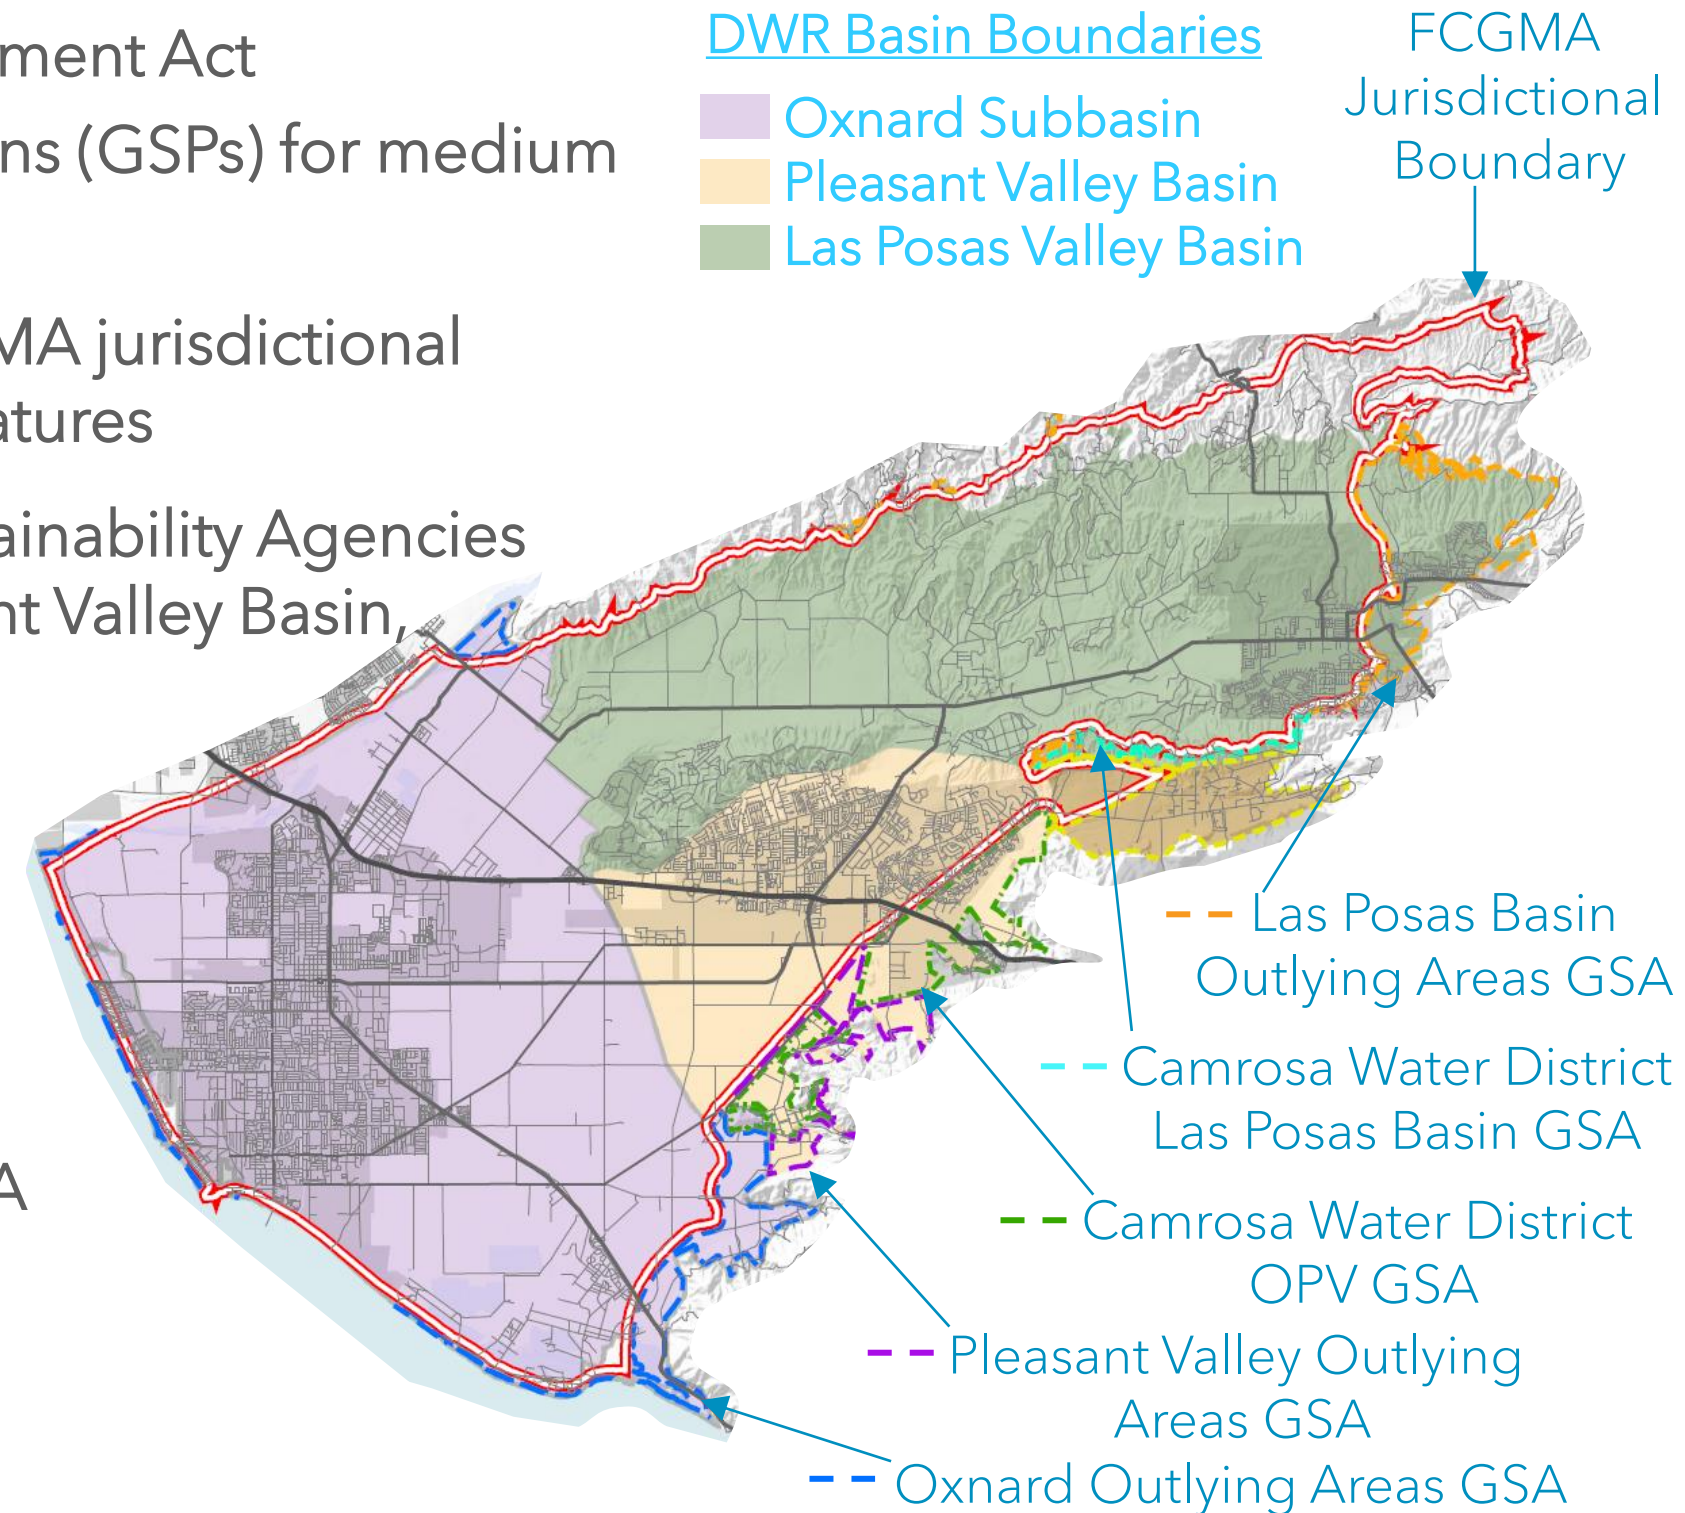 ment Act
ns (GSPs) for medium
MA jurisdictional
atures
ainability Agencies
nt Valley Basin,
A
DWR Basin Boundaries
Oxnard Subbasin
Pleasant Valley Basin
Las Posas Valley Basin
FCGMA
Jurisdictional
Boundary
Las Posas Basin
Outlying Areas GSA
Camrosa Water District
Las Posas Basin GSA
Camrosa Water District
OPV GSA
Pleasant Valley Outlying
Areas GSA
Oxnard Outlying Areas GSA